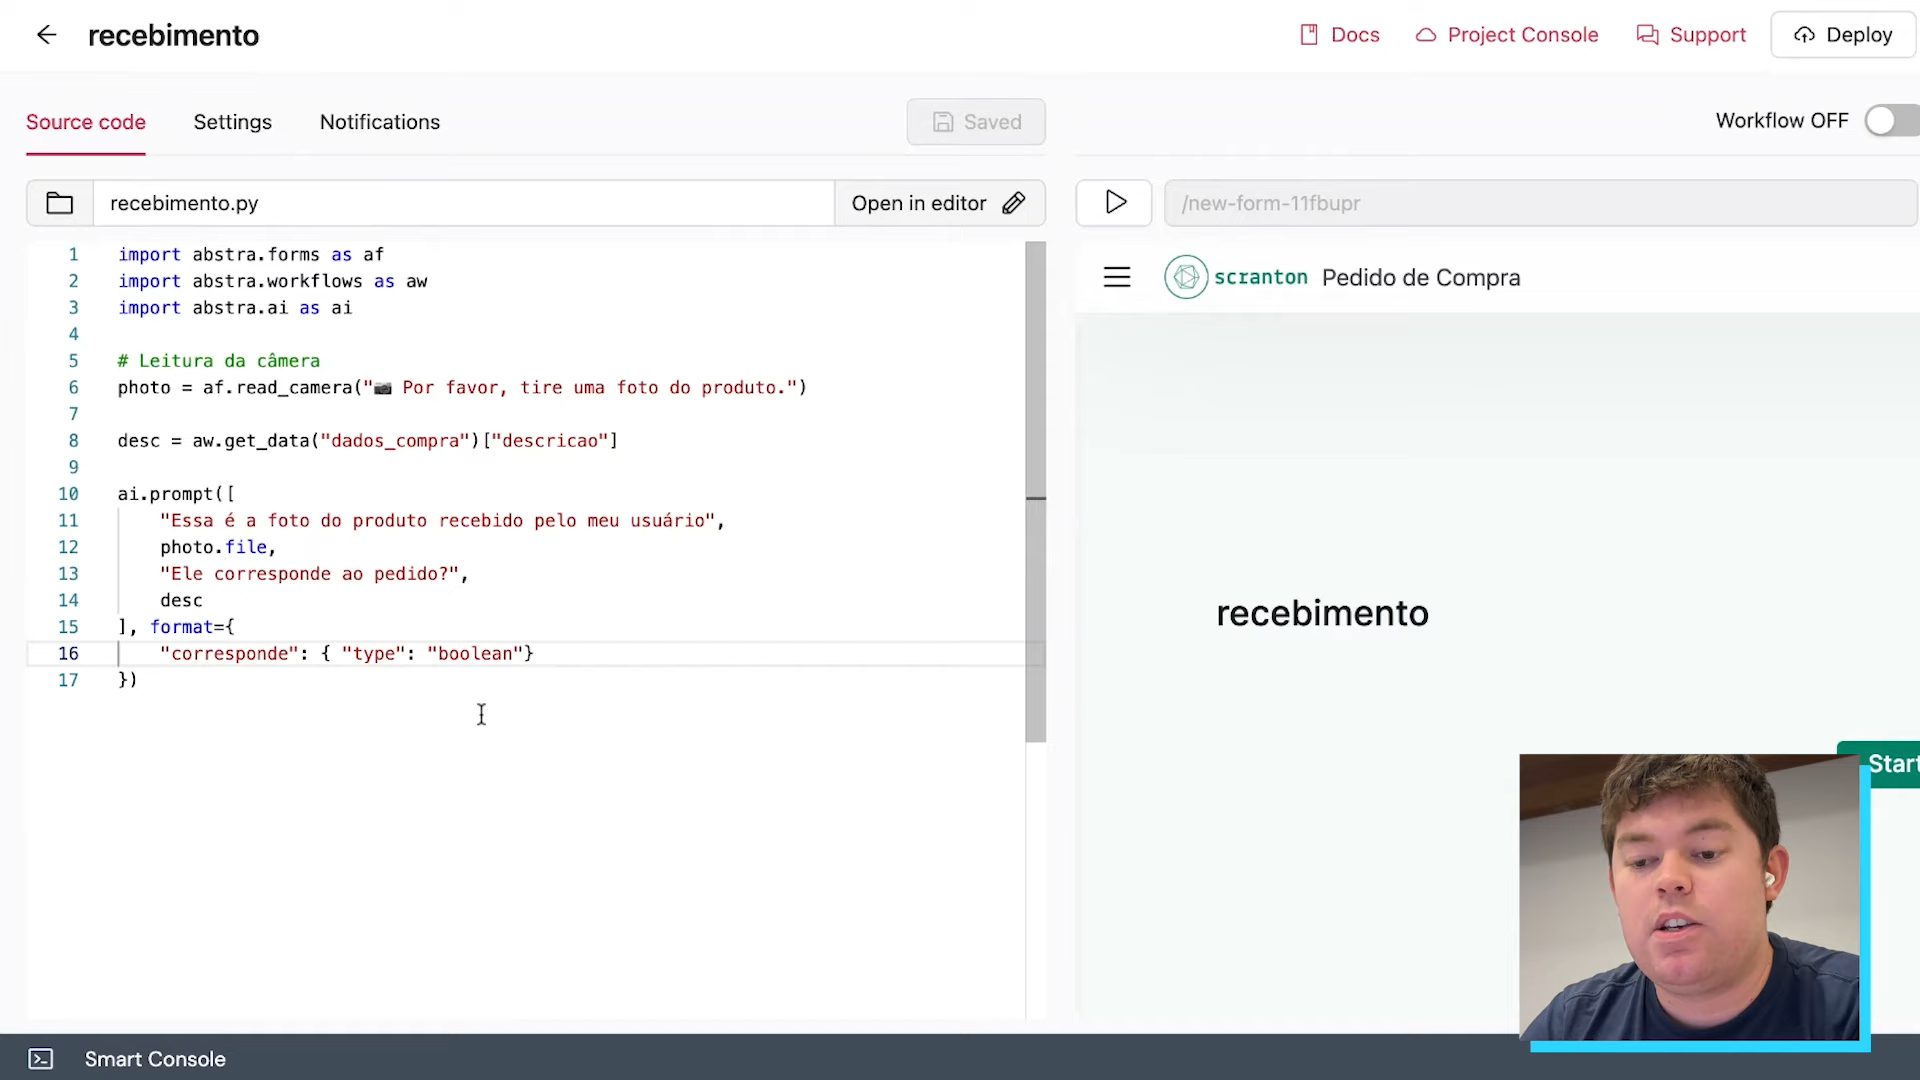 recebimento
Docs
Project Console
Support
Deploy
Source code
Settings
Notifications
Saved
Workflow OFF
recebimento.py
Open in editor
/new-form-11fbupr
1 import abstra.forms as af
2 import abstra.workflows as aw
3 import abstra.ai as ai
4
5 # Leitura da câmera
6 photo = af.read_camera("📷 Por favor, tire uma foto do produto.")
7
8 desc = aw.get_data("dados_compra")["descricao"]
9
10 ai.prompt([
11 "Essa é a foto do produto recebido pelo meu usuário",
12 photo.file,
13 "Ele corresponde ao pedido?",
14 desc
15 ], format={
16 "corresponde": { "type": "boolean"}
17 })
scranton Pedido de Compra
recebimento
Start
Smart Console